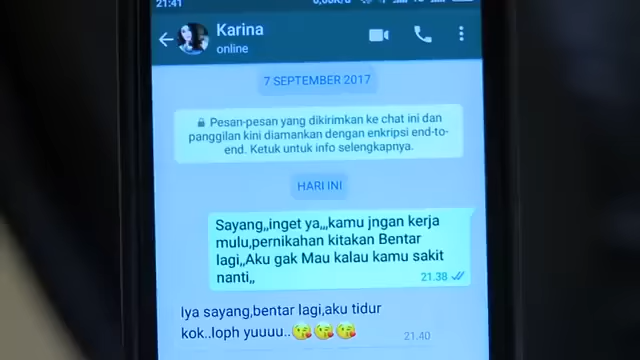 21:41
Karina
online
7 SEPTEMBER 2017
Pesan-pesan yang dikirimkan ke chat ini dan
panggilan kini diamankan dengan enkripsi end-to-
end. Ketuk untuk info selengkapnya.
HARI INI
Sayang,,inget ya,,,kamu jngan kerja
mulu,pernikahan kitakan Bentar
lagi,,Aku gak Mau kalau kamu sakit
nanti,,
21.38
Iya sayang,bentar lagi,aku tidur
kok..loph yuuuu..😘😘😘
21.40